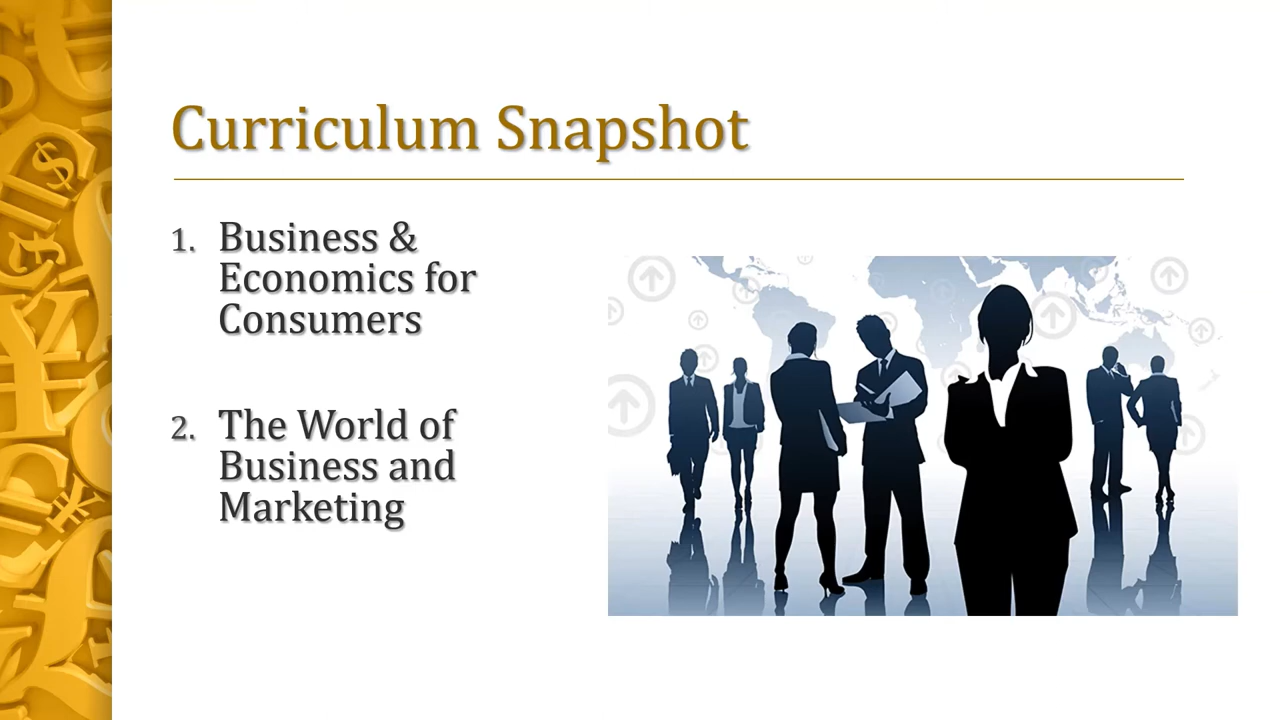 Curriculum Snapshot
1. Business &
Economics for
Consumers
2. The World of
Business and
Marketing